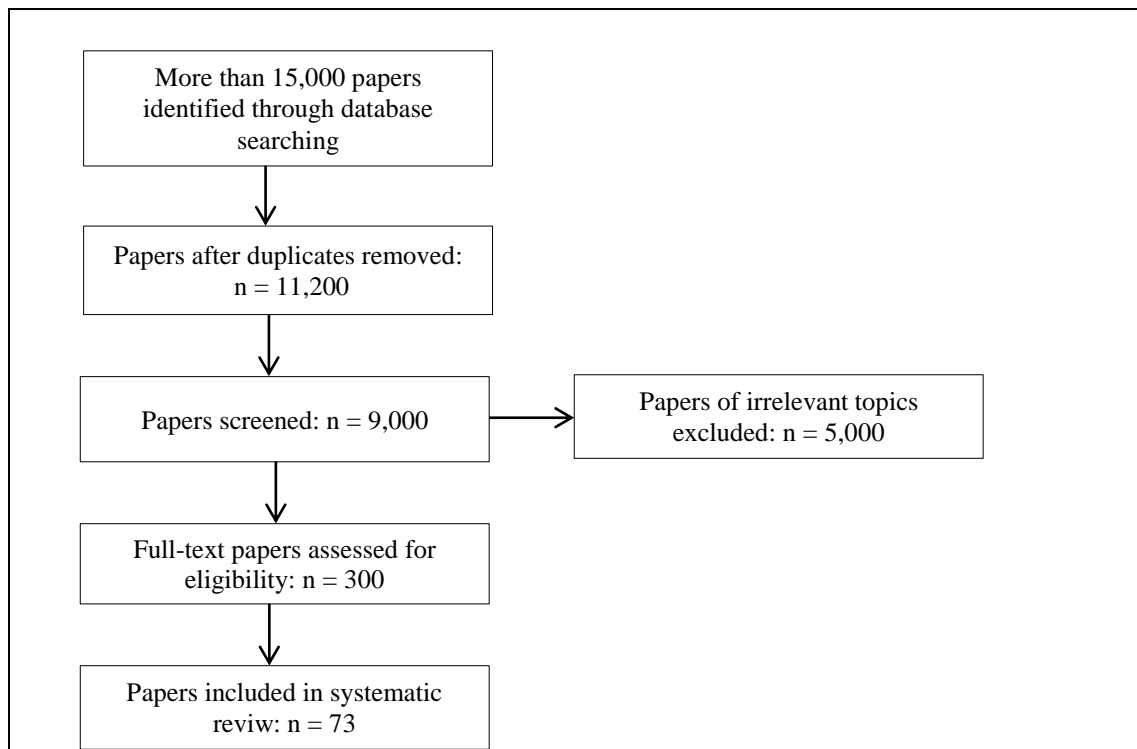 More than 15,000 papers
identified through database
searching
Papers after duplicates removed:
n = 11,200
Papers screened: n = 9,000
Papers of irrelevant topics
excluded: n = 5,000
Full-text papers assessed for
eligibility: n = 300
Papers included in systematic
reviw: n = 73